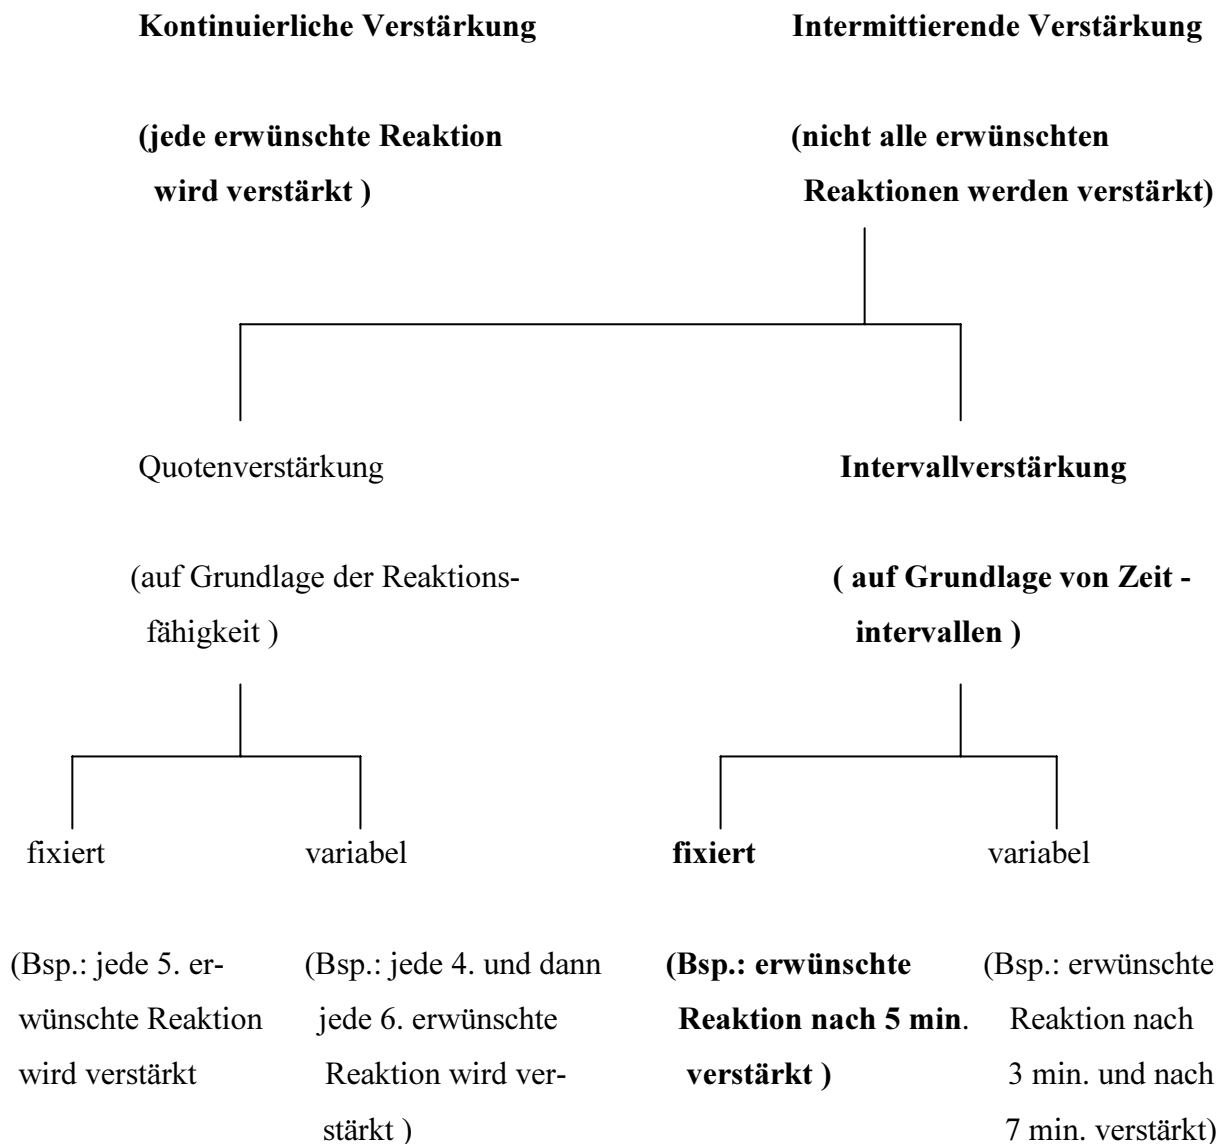 Kontinuierliche Verstärkung
Intermittierende Verstärkung
(jede erwünschte Reaktion
wird verstärkt )
(nicht alle erwünschten
Reaktionen werden verstärkt)
Quotenverstärkung
Intervallverstärkung
(auf Grundlage der Reaktions-
fähigkeit )
( auf Grundlage von Zeit -
intervallen )
fixiert
variabel
fixiert
variabel
(Bsp.: jede 5. er-
wünschte Reaktion
wird verstärkt
(Bsp.: jede 4. und dann
jede 6. erwünschte
Reaktion wird ver-
stärkt )
(Bsp.: erwünschte
Reaktion nach 5 min.
verstärkt )
(Bsp.: erwünschte
Reaktion nach
3 min. und nach
7 min. verstärkt)